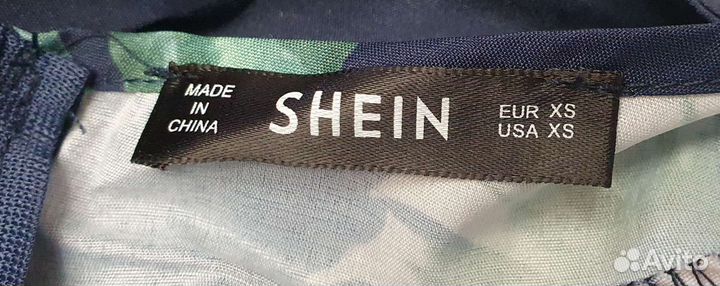 MADE
IN
CHINA
SHEIN
EUR XS
USA XS
Avito